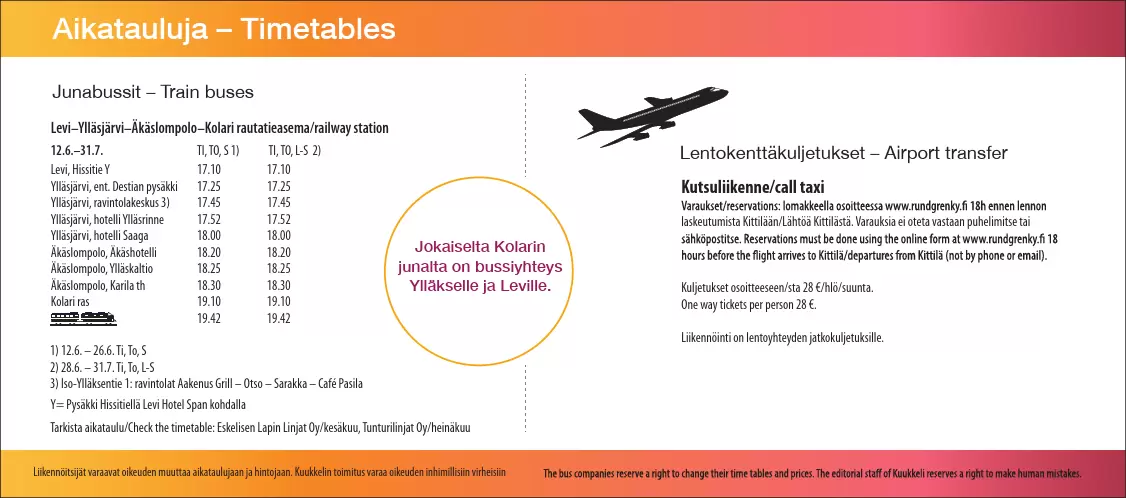 Aikatauluja – Timetables
Junabussit – Train buses
Levi–Ylläsjärvi–Äkäslompolo–Kolari rautatieasema/railway station
12.6.–31.7. TI, TO, S 1) TI, TO, L-S 2)
Levi, Hissitie Y 17.10 17.10
Ylläsjärvi, ent. Destian pysäkki 17.25 17.25
Ylläsjärvi, ravintolakeskus 3) 17.45 17.45
Ylläsjärvi, hotelli Ylläsrinne 17.52 17.52
Ylläsjärvi, hotelli Saaga 18.00 18.00
Äkäslompolo, Äkäshotelli 18.20 18.20
Äkäslompolo, Ylläskaltio 18.25 18.25
Äkäslompolo, Karila th 18.30 18.30
Kolari ras 19.10 19.10
19.42 19.42
1) 12.6. – 26.6. Ti, To, S
2) 28.6. – 31.7. Ti, To, L-S
3) Iso-Ylläksentie 1: ravintolat Aakenus Grill – Otso – Sarakka – Café Pasila
Y= Pysäkki Hissitiellä Levi Hotel Span kohdalla
Tarkista aikataulu/Check the timetable: Eskelisen Lapin Linjat Oy/kesäkuu, Tunturilinjat Oy/heinäkuu
Jokaiselta Kolarin
junalta on bussiyhteys
Ylläkselle ja Leville.
Lentokenttäkuljetukset – Airport transfer
Kutsuliikenne/call taxi
Varaukset/reservations: lomakkeella osoitteessa www.rundgrenky.fi 18h ennen lennon
laskeutumista Kittilään/Lähtöä Kittilästä. Varauksia ei oteta vastaan puhelimitse tai
sähköpostitse. Reservations must be done using the online form at www.rundgrenky.fi 18
hours before the flight arrives to Kittilä/departures from Kittilä (not by phone or email).
Kuljetukset osoitteeseen/sta 28 €/hlö/suunta.
One way tickets per person 28 €.
Liikennöinti on lentoyhteyden jatkokuljetuksille.
Liikennöitsijät varaavat oikeuden muuttaa aikataulujaan ja hintojaan. Kuukkelin toimitus varaa oikeuden inhimillisiin virheisiin
The bus companies reserve a right to change their time tables and prices. The editorial staff of Kuukkeli reserves a right to make human mistakes.